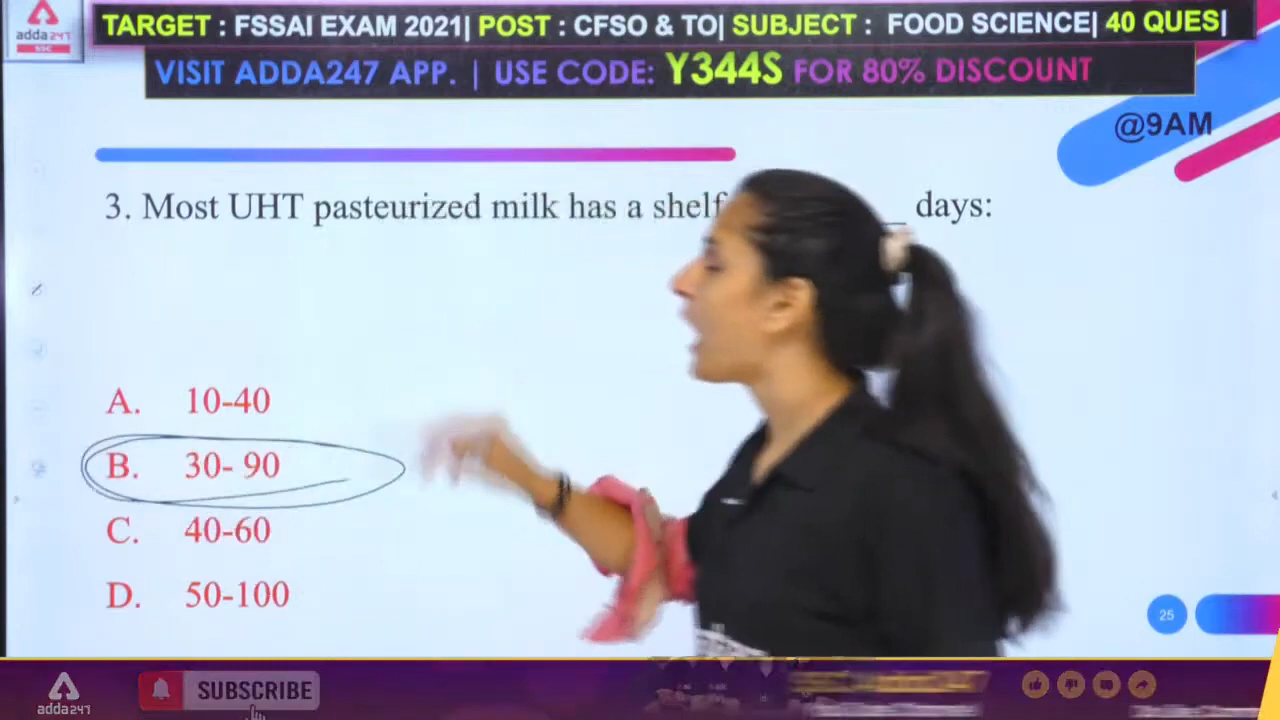 adda247
SSC
TARGET : FSSAI EXAM 2021| POST : CFSO & TO| SUBJECT : FOOD SCIENCE| 40 QUES|
VISIT ADDA247 APP. | USE CODE: Y344S FOR 80% DISCOUNT
@9AM
3. Most UHT pasteurized milk has a shelf __ days:
A. 10-40
B. 30- 90
C. 40-60
D. 50-100
25
adda247
SUBSCRIBE